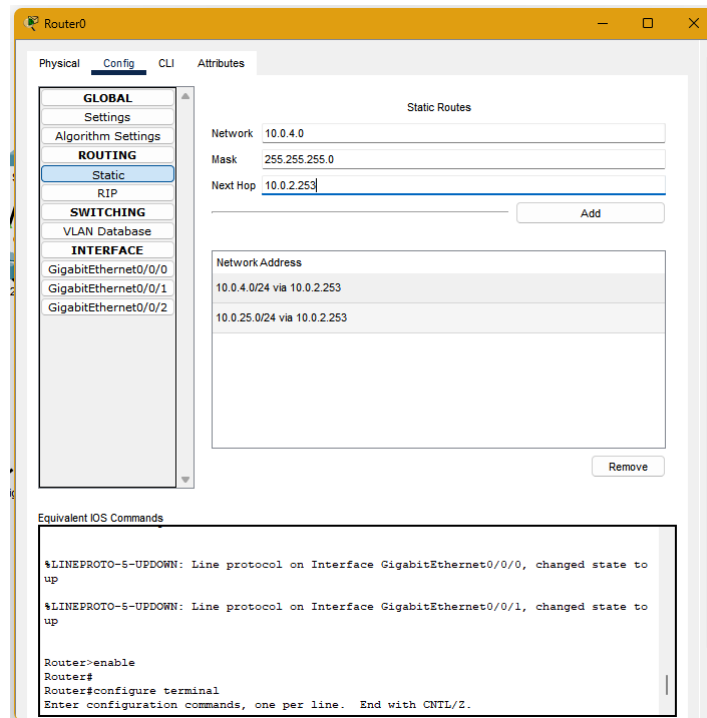 Router0
Physical Config CLI Attributes
GLOBAL
Settings
Algorithm Settings
ROUTING
Static
RIP
SWITCHING
VLAN Database
INTERFACE
GigabitEthernet0/0/0
GigabitEthernet0/0/1
GigabitEthernet0/0/2
Static Routes
Network 10.0.4.0
Mask 255.255.255.0
Next Hop 10.0.2.253
Add
Network Address
10.0.4.0/24 via 10.0.2.253
10.0.25.0/24 via 10.0.2.253
Remove
Equivalent IOS Commands
%LINEPROTO-5-UPDOWN: Line protocol on Interface GigabitEthernet0/0/0, changed state to
up
%LINEPROTO-5-UPDOWN: Line protocol on Interface GigabitEthernet0/0/1, changed state to
up
Router>enable
Router#
Router#configure terminal
Enter configuration commands, one per line. End with CNTL/Z.